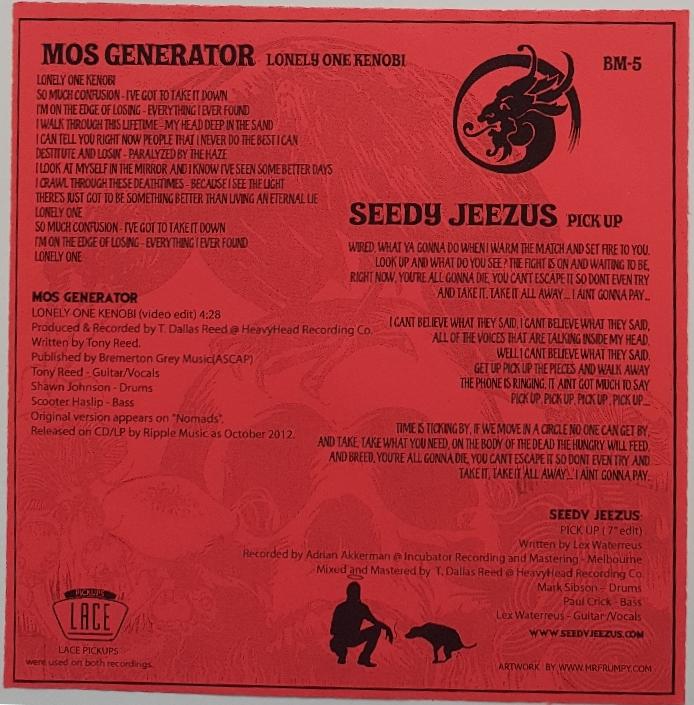 MOS GENERATOR LONELY ONE KENOBI
LONELY ONE KENOBI
SO MUCH CONFUSION - I'VE GOT TO TAKE IT DOWN
I'M ON THE EDGE OF LOSING - EVERYTHING I EVER FOUND
I WALK THROUGH THIS LIFETIME - MY HEAD DEEP IN THE SAND
I CAN TELL YOU RIGHT NOW PEOPLE THAT I NEVER DO THE BEST I CAN
DESTITUTE AND LOSIN' - PARALYZED BY THE HAZE
I LOOK AT MYSELF IN THE MIRROR AND I KNOW I'VE SEEN SOME BETTER DAYS
I CRAWL THROUGH THESE DEATHTIMES - BECAUSE I SEE THE LIGHT
THERE'S JUST GOT TO BE SOMETHING BETTER THAN LIVING AN ETERNAL LIE
LONELY ONE
SO MUCH CONFUSION - I'VE GOT TO TAKE IT DOWN
I'M ON THE EDGE OF LOSING - EVERYTHING I EVER FOUND
LONELY ONE
MOS GENERATOR
LONELY ONE KENOBI (video edit) 4:28
Produced & Recorded by T. Dallas Reed @ HeavyHead Recording Co.
Written by Tony Reed.
Published by Bremerton Grey Music(ASCAP)
Tony Reed - Guitar/Vocals
Shawn Johnson - Drums
Scooter Haslip - Bass
Original version appears on "Nomads".
Released on CD/LP by Ripple Music as October 2012.
PICKUPS
LACE
LACE PICKUPS
were used on both recordings.
BM-5
SEEDY JEEZUS PICK UP
WIRED, WHAT YA GONNA DO WHEN I WARM THE MATCH AND SET FIRE TO YOU.
LOOK UP AND WHAT DO YOU SEE? THE FIGHT IS ON AND WAITING TO BE,
RIGHT NOW, YOU'RE ALL GONNA DIE, YOU CAN'T ESCAPE IT SO DONT EVEN TRY
AND TAKE IT, TAKE IT ALL AWAY... I AINT GONNA PAY...
I CANT BELIEVE WHAT THEY SAID, I CANT BELIEVE WHAT THEY SAID,
ALL OF THE VOICES THAT ARE TALKING INSIDE MY HEAD,
WELL I CANT BELIEVE WHAT THEY SAID.
GET UP PICK UP THE PIECES AND WALK AWAY
THE PHONE IS RINGING, IT AINT GOT MUCH TO SAY
PICK UP, PICK UP, PICK UP, PICK UP...
TIME IS TICKING BY, IF WE MOVE IN A CIRCLE NO ONE CAN GET BY,
AND TAKE, TAKE WHAT YOU NEED, ON THE BODY OF THE DEAD THE HUNGRY WILL FEED,
AND BREED, YOU'RE ALL GONNA DIE, YOU CAN'T ESCAPE IT SO DONT EVEN TRY AND
TAKE IT, TAKE IT ALL AWAY... I AINT GONNA PAY.
SEEDY JEEZUS
PICK UP ( 7" edit)
Written by Lex Waterreus
Recorded by Adrian Akkerman @ Incubator Recording and Mastering - Melbourne
Mixed and Mastered by T. Dallas Reed @ HeavyHead Recording Co
Mark Sibson - Drums
Paul Crick - Bass
Lex Waterreus - Guitar /Vocals
WWW.SEEDYJEEZUS.COM
ARTWORK BY WWW.MRFRUMPY.COM